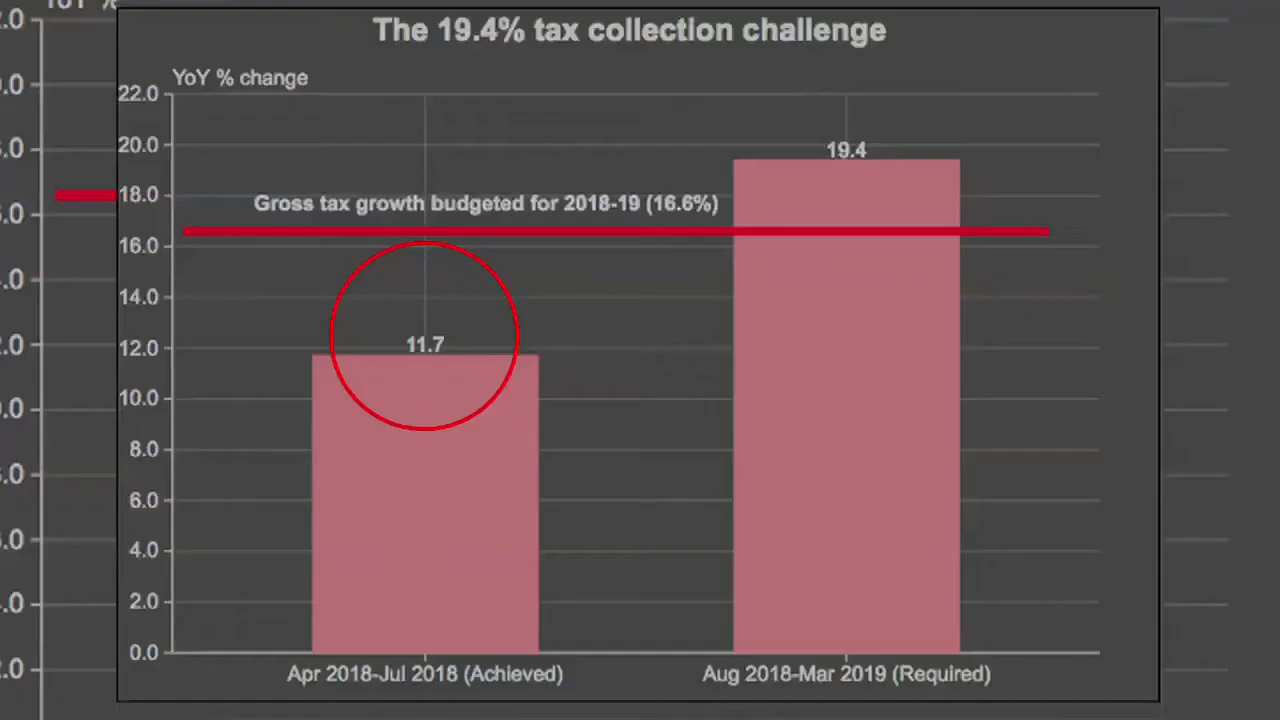 YoY %
The 19.4% tax collection challenge
YoY % change
22.0
20.0
19.4
18.0
Gross tax growth budgeted for 2018-19 (16.6%)
16.0
14.0
12.0
11.7
10.0
8.0
6.0
4.0
2.0
0.0
Apr 2018-Jul 2018 (Achieved)
Aug 2018-Mar 2019 (Required)